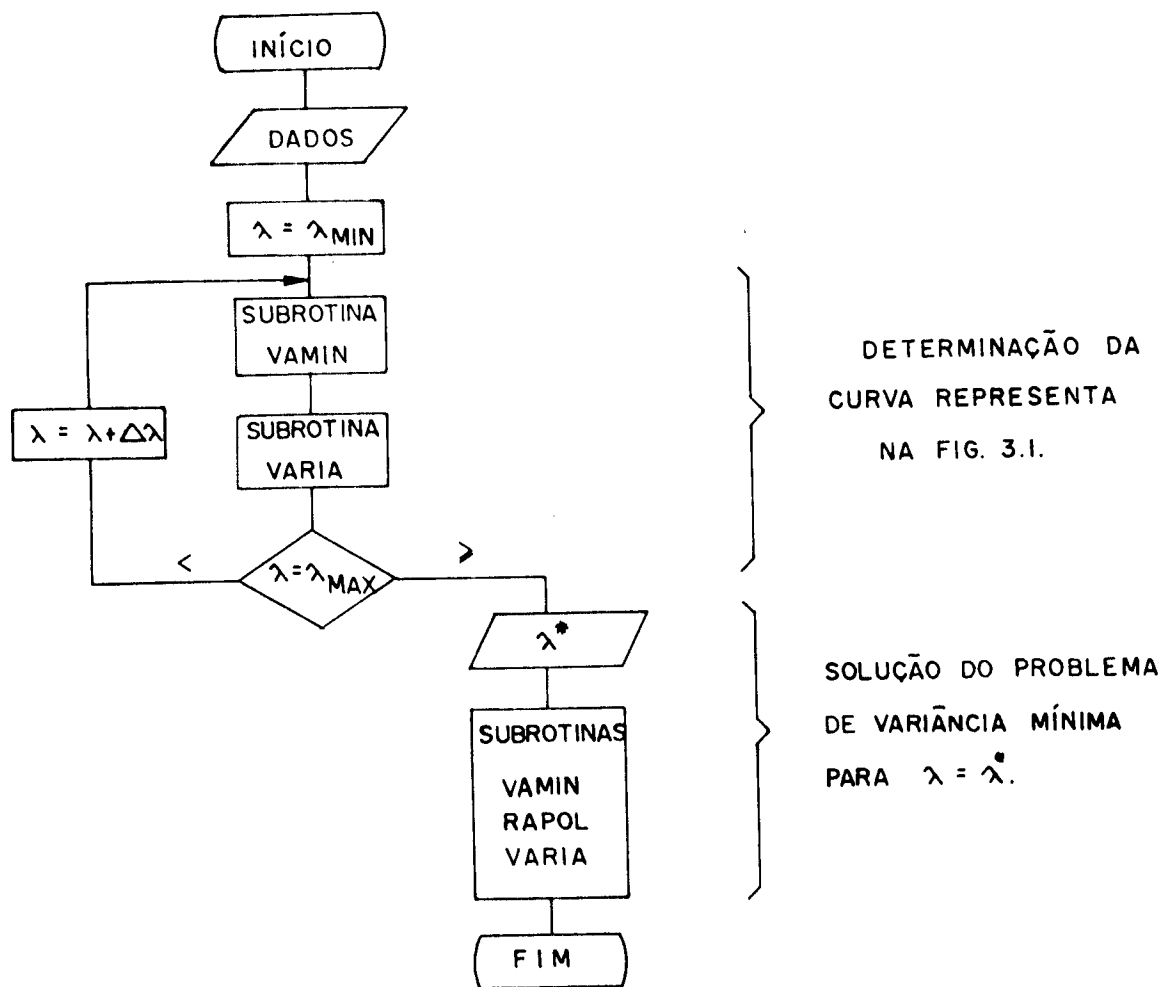 INÍCIO
DADOS
λ = λMIN
SUBROTINA
VAMIN
λ = λ+Δλ
SUBROTINA
VARIA
<
λ=λMAX
⩾
λ*
SUBROTINAS
VAMIN
RAPOL
VARIA
FIM
DETERMINAÇÃO DA
CURVA REPRESENTA
NA FIG. 3.1.
SOLUÇÃO DO PROBLEMA
DE VARIÂNCIA MÍNIMA
PARA λ = λ*.